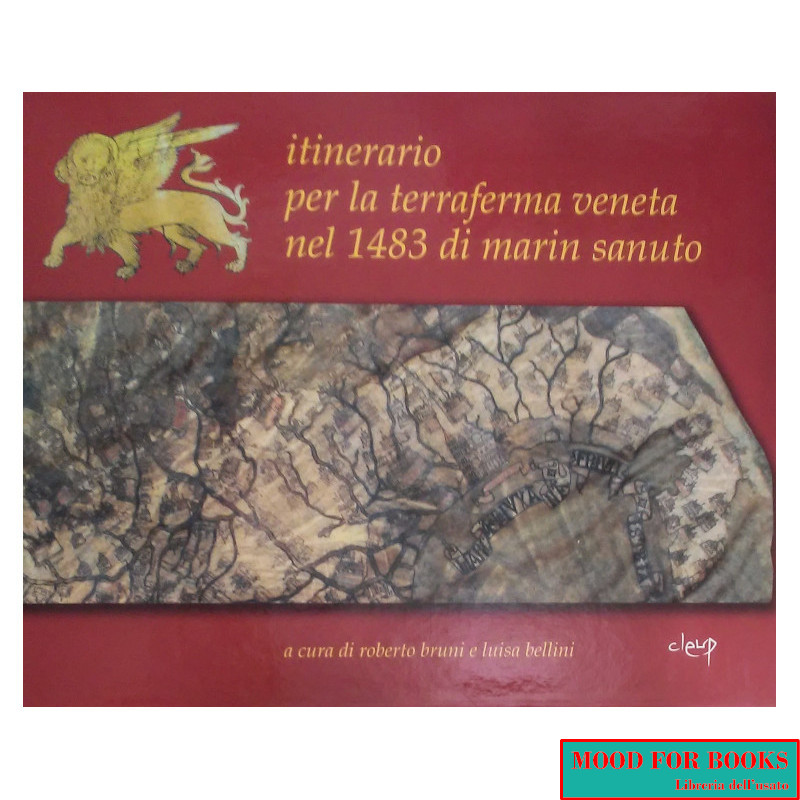 itinerario
per la terraferma veneta
nel 1483 di marin sanuto
a cura di roberto bruni e luisa bellini
cleup
MOOD FOR BOOKS
Libreria dell'usato